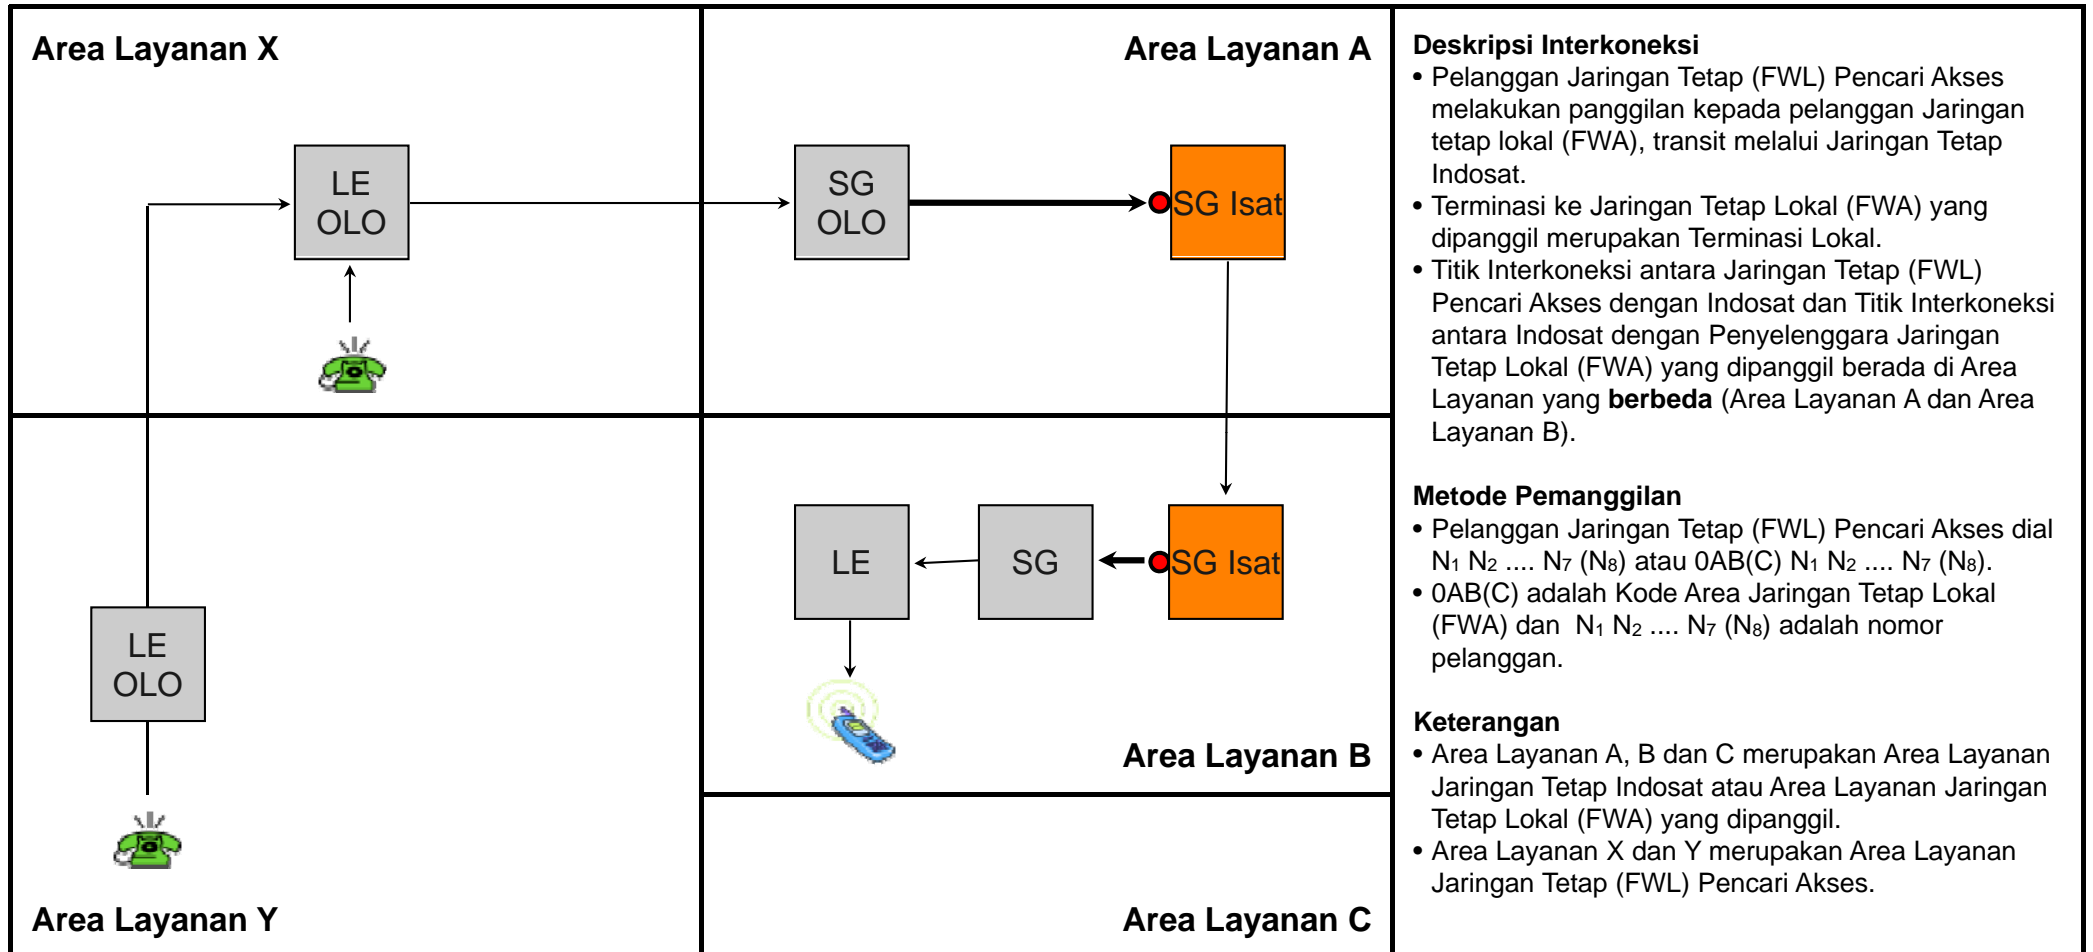 Area Layanan X
LE
OLO
Area Layanan A
SG
OLO
SG Isat
LE
SG
SG Isat
Area Layanan B
LE
OLO
Area Layanan Y
Area Layanan C
Deskripsi Interkoneksi
• Pelanggan Jaringan Tetap (FWL) Pencari Akses
melakukan panggilan kepada pelanggan Jaringan
tetap lokal (FWA), transit melalui Jaringan Tetap
Indosat.
• Terminasi ke Jaringan Tetap Lokal (FWA) yang
dipanggil merupakan Terminasi Lokal.
• Titik Interkoneksi antara Jaringan Tetap (FWL)
Pencari Akses dengan Indosat dan Titik Interkoneksi
antara Indosat dengan Penyelenggara Jaringan
Tetap Lokal (FWA) yang dipanggil berada di Area
Layanan yang berbeda (Area Layanan A dan Area
Layanan B).
Metode Pemanggilan
• Pelanggan Jaringan Tetap (FWL) Pencari Akses dial
N₁ N₂ .... N₇ (N₈) atau 0AB(C) N₁ N₂ .... N₇ (N₈).
• 0AB(C) adalah Kode Area Jaringan Tetap Lokal
(FWA) dan N₁ N₂ .... N₇ (N₈) adalah nomor
pelanggan.
Keterangan
• Area Layanan A, B dan C merupakan Area Layanan
Jaringan Tetap Indosat atau Area Layanan Jaringan
Tetap Lokal (FWA) yang dipanggil.
• Area Layanan X dan Y merupakan Area Layanan
Jaringan Tetap (FWL) Pencari Akses.